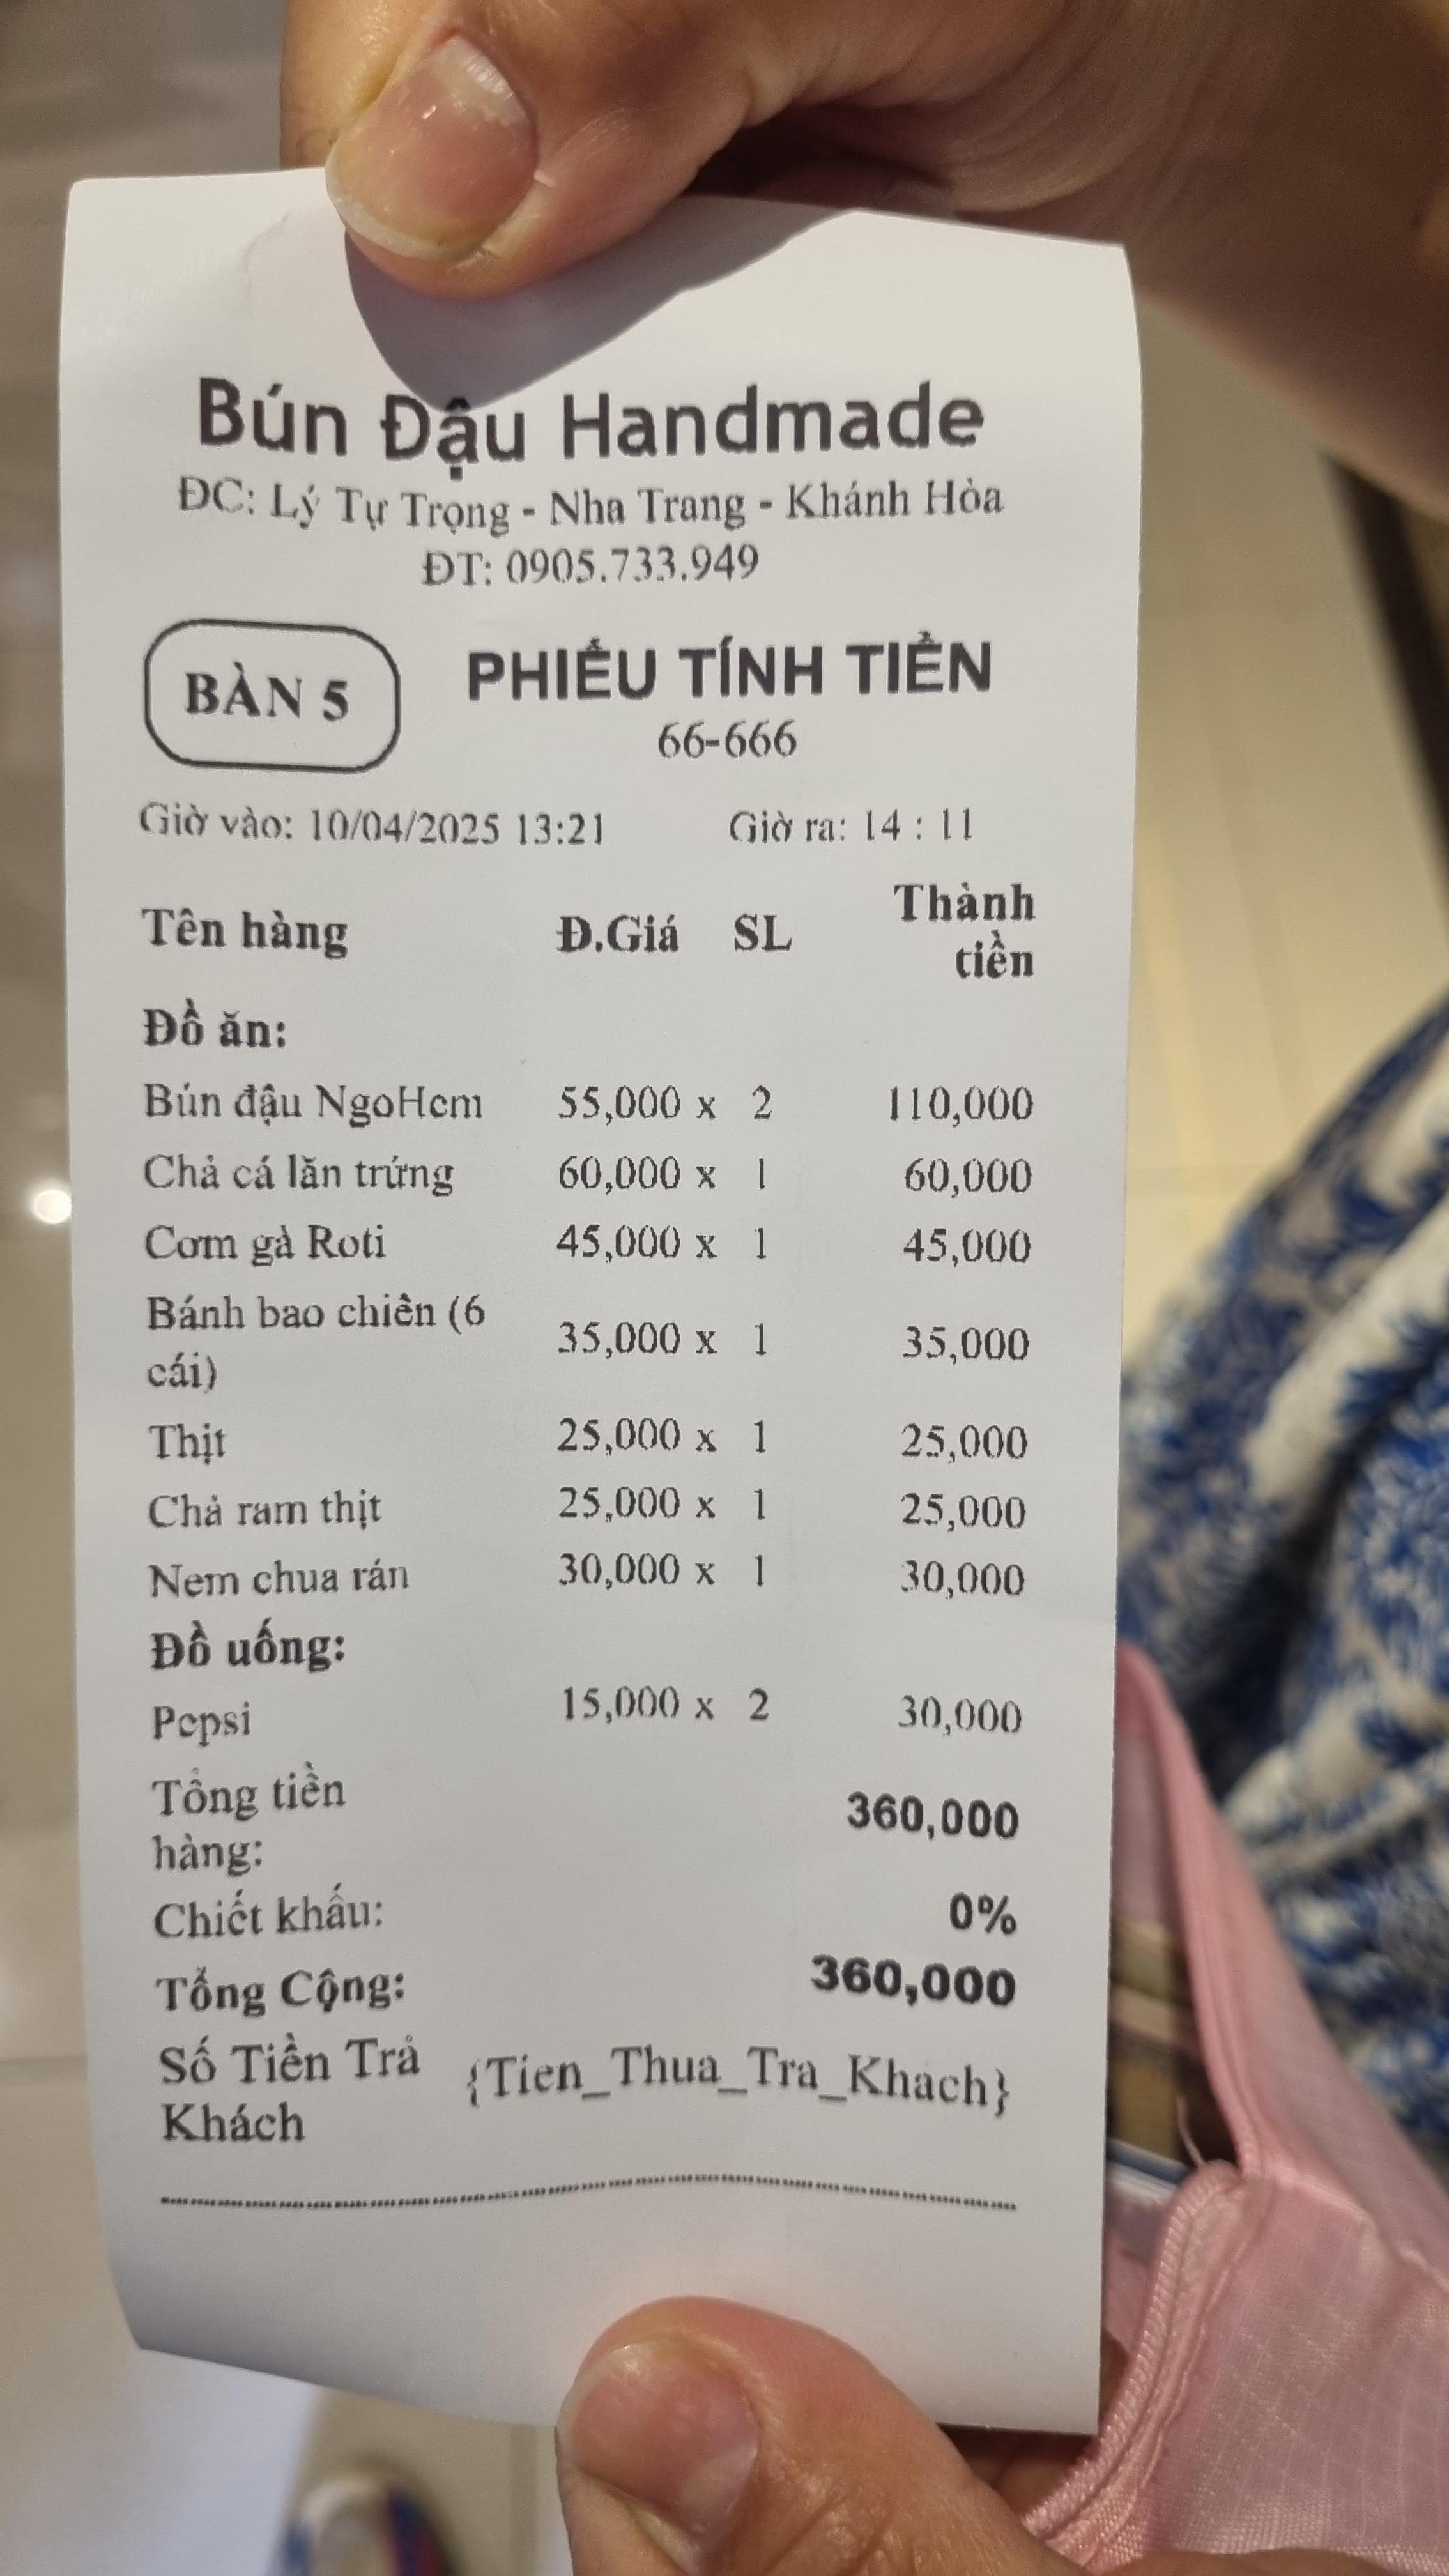 Bún Đậu Handmade
ĐC: Lý Tự Trọng - Nha Trang - Khánh Hòa
ĐT: 0905.733.949
BÀN 5
PHIẾU TÍNH TIỀN
66-666
Giờ vào: 10/04/2025 13:21 Giờ ra: 14 : 11
Tên hàng Đ.Giá SL Thành tiền
Đồ ăn:
Bún đậu NgoHem 55,000 x 2 110,000
Chả cá lăn trứng 60,000 x 1 60,000
Cơm gà Roti 45,000 x 1 45,000
Bánh bao chiên (6
cái) 35,000 x 1 35,000
Thịt 25,000 x 1 25,000
Chả ram thịt 25,000 x 1 25,000
Nem chua rán 30,000 x 1 30,000
Đồ uống:
Pepsi 15,000 x 2 30,000
Tổng tiền
hàng: 360,000
Chiết khấu: 0%
Tổng Cộng: 360,000
Số Tiền Trả
Khách {Tien_Thua_Tra_Khach}